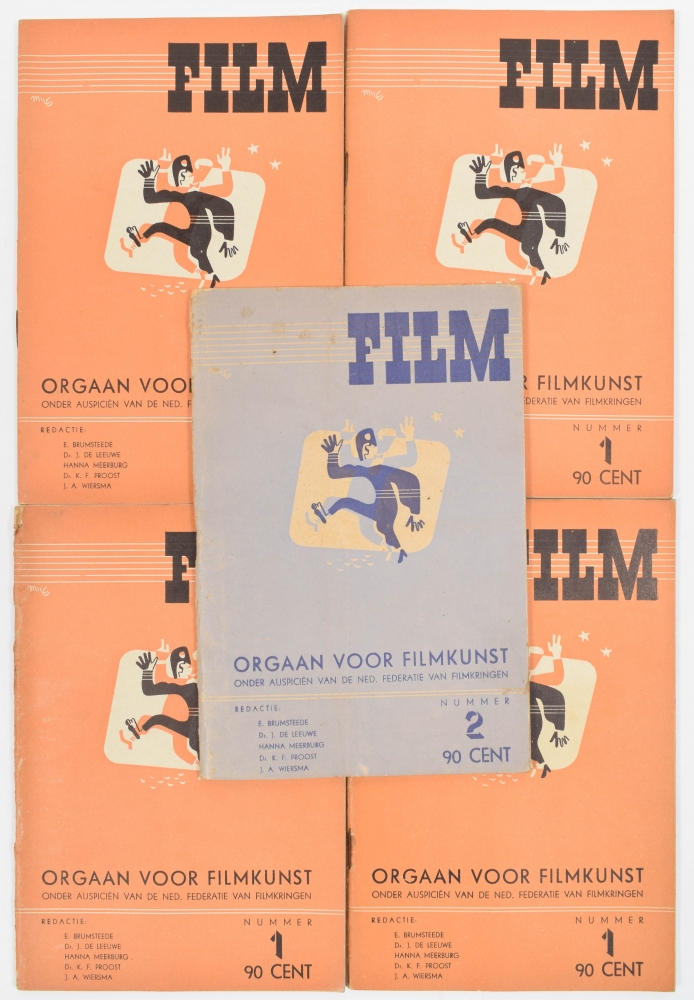 FILM
ORGAAN VOO
ONDER AUSPICIËN VAN DE NED. F
REDACTIE:
E. BRUMSTEEDE
Dr. J. DE LEEUWE
HANNA MEERBURG
Dr. K. F. PROOST
J. A. WIERSMA
FILM
R FILMKUNST
DERATIE VAN FILMKRINGEN
NUMMER
1
90 CENT
FILM
ORGAAN VOOR FILMKUNST
ONDER AUSPICIËN VAN DE NED. FEDERATIE VAN FILMKRINGEN
REDACTIE:
E. BRUMSTEEDE
Dr. J. DE LEEUWE
HANNA MEERBURG
Dr. K. F. PROOST
J. A. WIERSMA
NUMMER
2
90 CENT
F
ORGAAN VOOR FILMKUNST
ONDER AUSPICIËN VAN DE NED. FEDERATIE VAN FILMKRINGEN
REDACTIE:
E. BRUMSTEEDE
Dr. J. DE LEEUWE
HANNA MEERBURG
Dr. K. F. PROOST
J. A. WIERSMA
NUMMER
1
90 CENT
ILM
ORGAAN VOOR FILMKUNST
ONDER AUSPICIËN VAN DE NED. FEDERATIE VAN FILMKRINGEN
REDACTIE:
E. BRUMSTEEDE
Dr. J. DE LEEUWE
HANNA MEERBURG
Dr. K. F. PROOST
J. A. WIERSMA
NUMMER
1
90 CENT